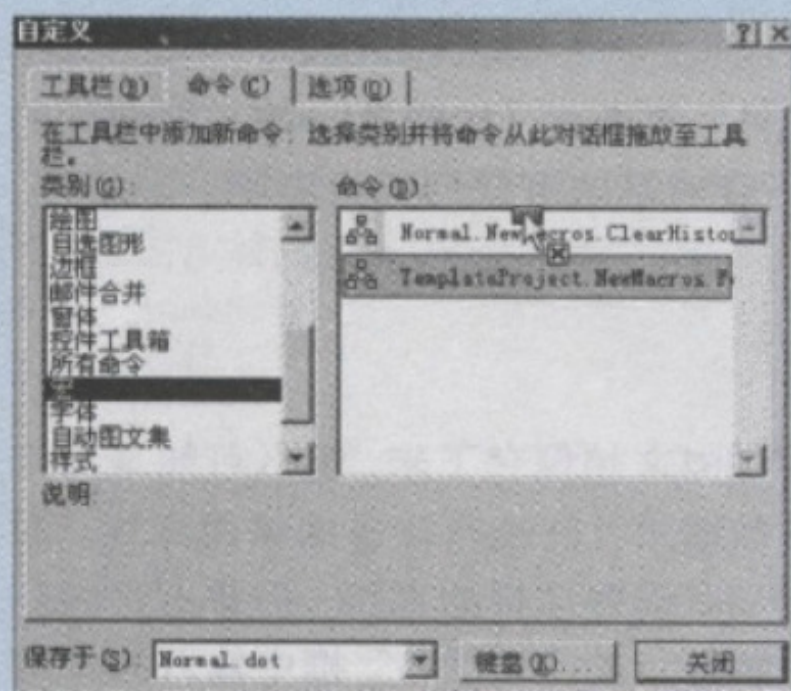 自定义
工具栏(B) 命令(C) 选项(O)
在工具栏中添加新命令: 选择类别并将命令从此对话框拖放至工具
栏。
类别(G): 命令(D):
绘图
自选图形
边框
邮件合并
窗体
控件工具箱
所有命令
宏
字体
自动图文集
样式
Normal.NewMacros.ClearHistor
TemplateProject.NewMacros.F
说明
保存于(S): Normal.dot 键盘(K)... 关闭